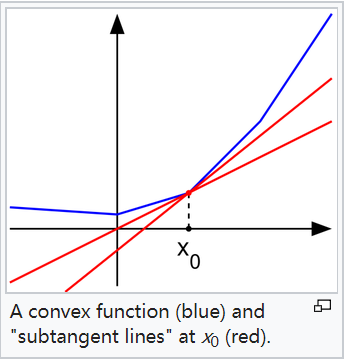 x₀
A convex function (blue) and
"subtangent lines" at x₀ (red).